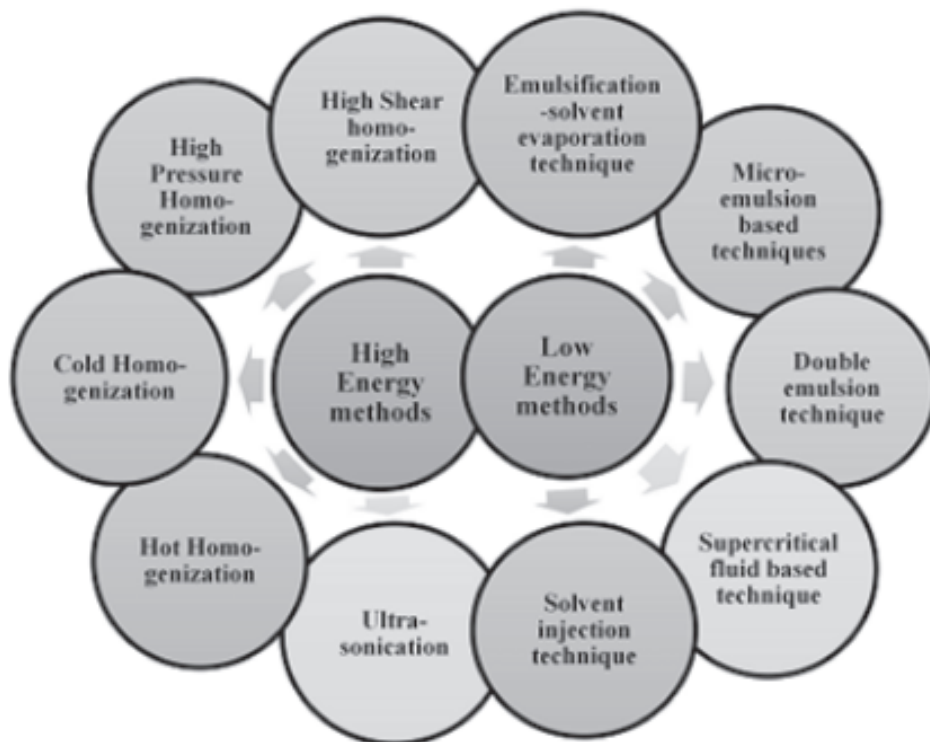 High Shear
homo-
genization
Emulsification
-solvent
evaporation
technique
High
Pressure
Homo-
genization
Micro-
emulsion
based
techniques
Cold Homo-
genization
High
Energy
methods
Low
Energy
methods
Double
emulsion
technique
Hot Homo-
genization
Ultra-
sonication
Solvent
injection
technique
Supercritical
fluid based
technique